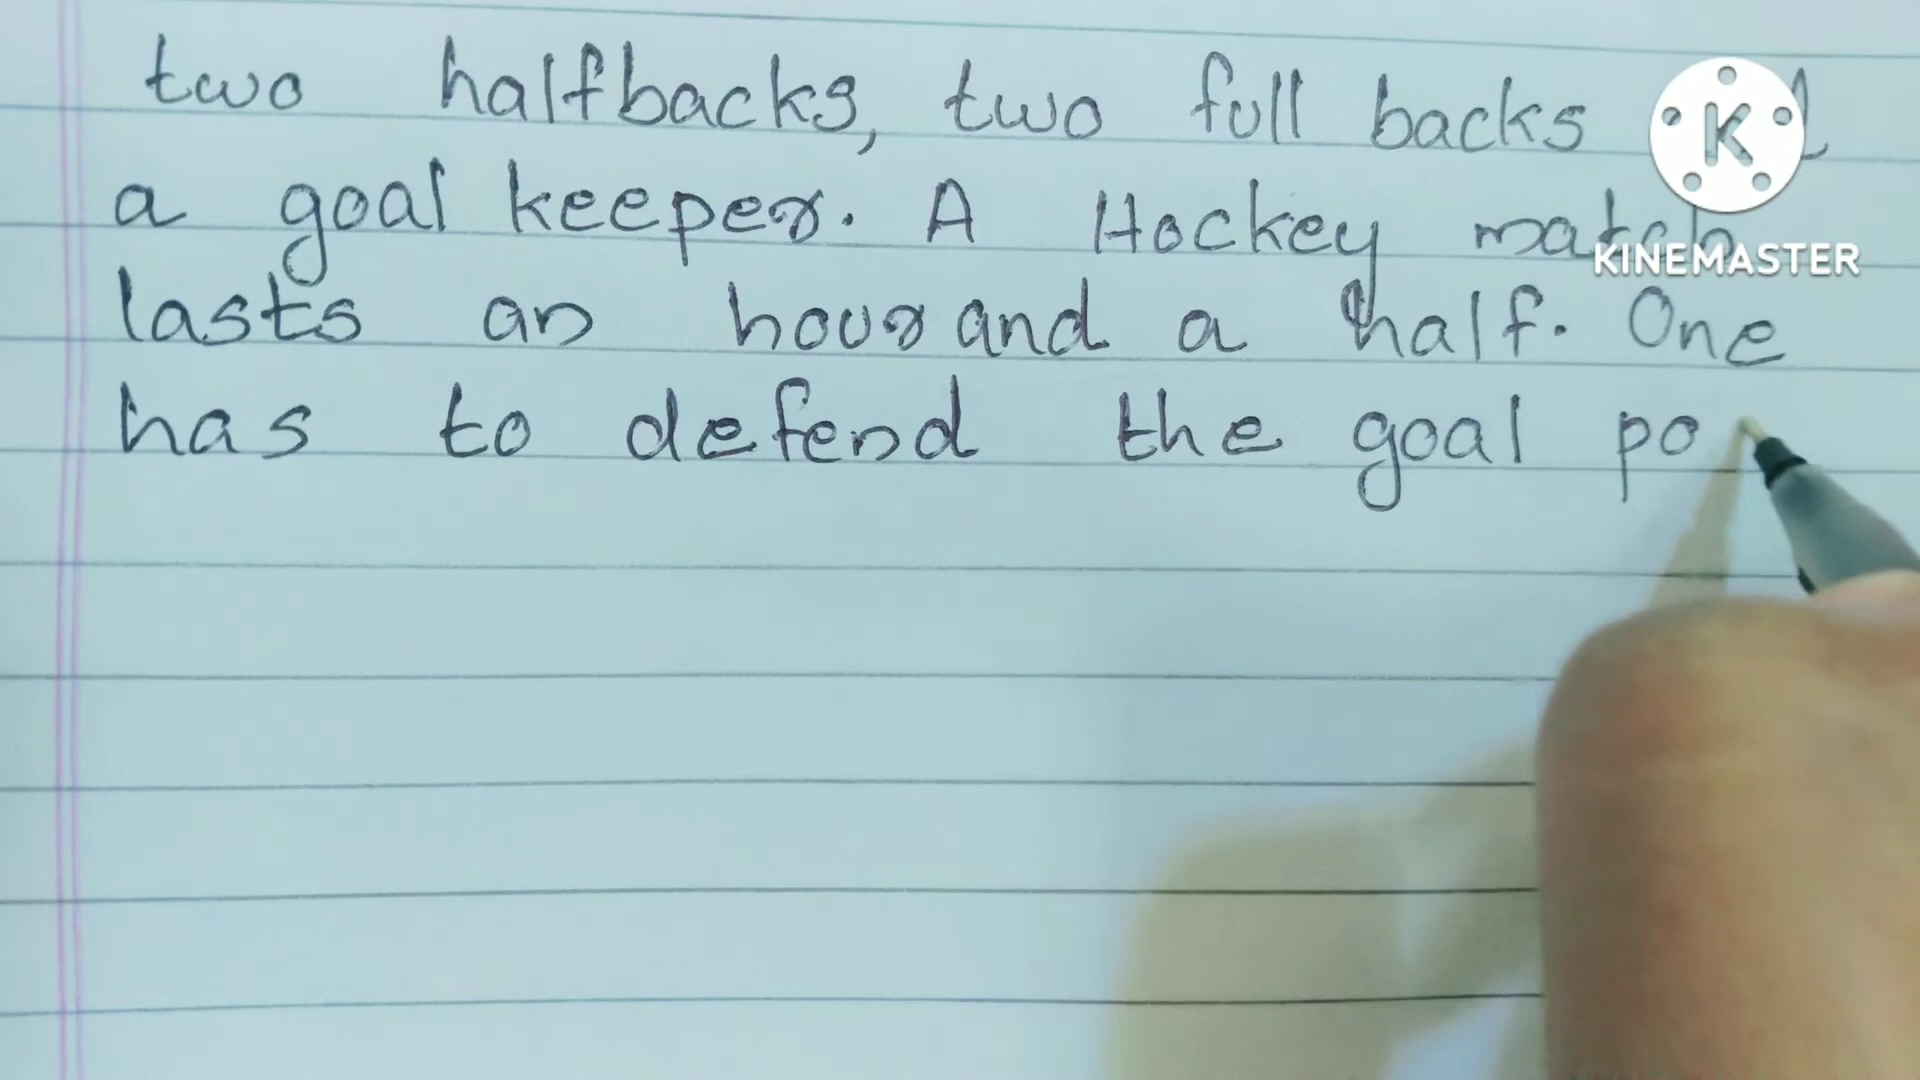 two halfbacks, two full backs
a goal keeper. A Hockey match
lasts an hour and a half. One
has to defend the goal po
K
KINEMASTER